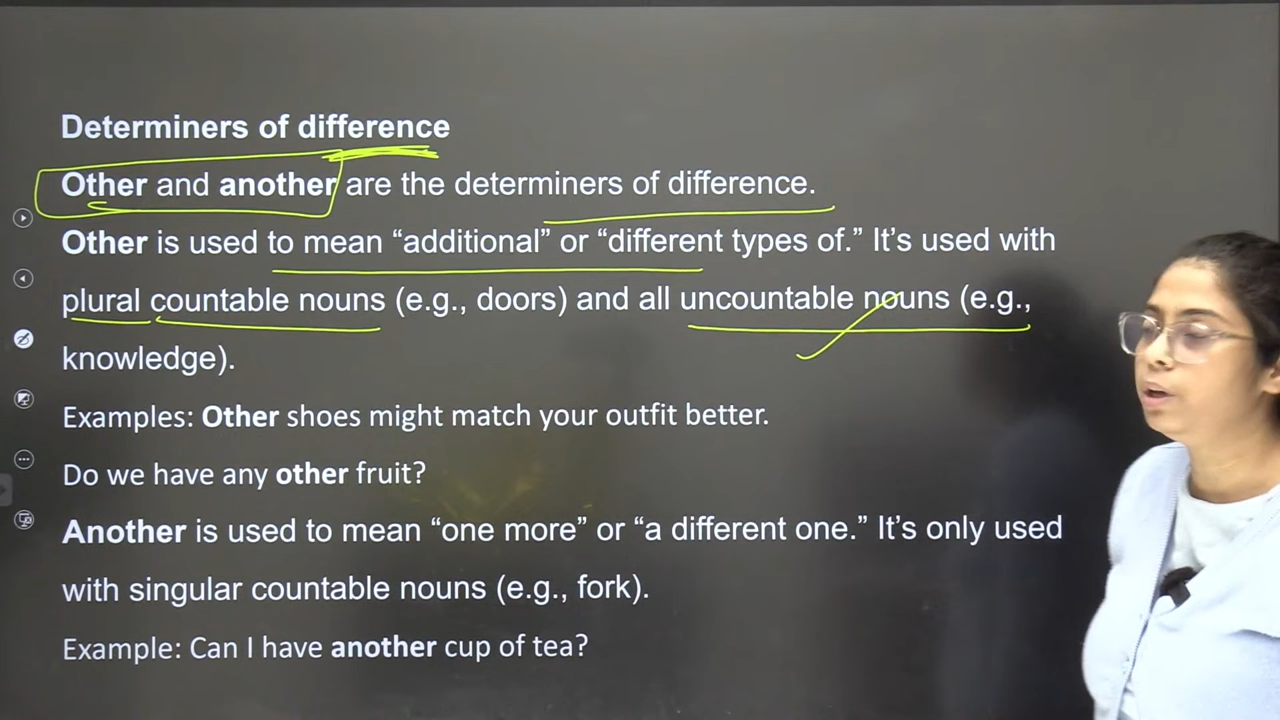 Determiners of difference
Other and another are the determiners of difference.
Other is used to mean “additional” or “different types of.” It’s used with
plural countable nouns (e.g., doors) and all uncountable nouns (e.g.,
knowledge).
Examples: Other shoes might match your outfit better.
Do we have any other fruit?
Another is used to mean “one more” or “a different one.” It’s only used
with singular countable nouns (e.g., fork).
Example: Can I have another cup of tea?